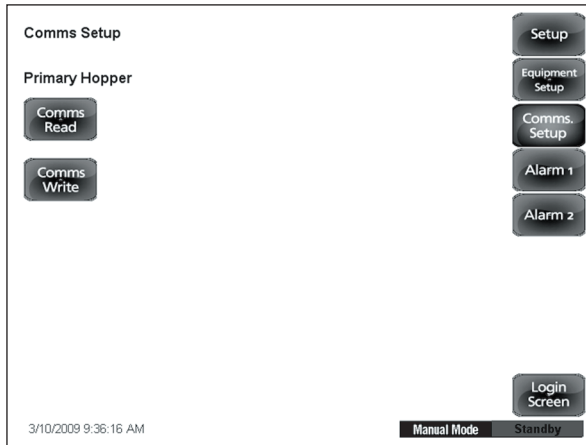 Comms Setup
Primary Hopper
Comms
Read
Comms
Write
Setup
Equipment
Setup
Comms.
Setup
Alarm 1
Alarm 2
Login
Screen
3/10/2009 9:36:16 AM
Manual Mode
Standby